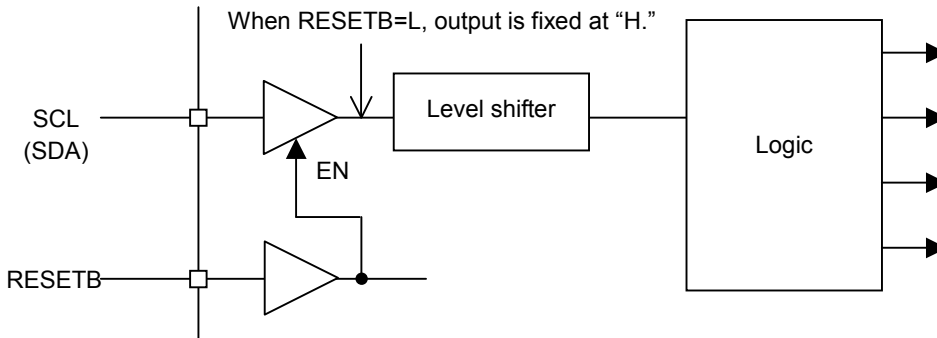 When RESETB=L, output is fixed at “H.”
SCL
(SDA)
Level shifter
Logic
EN
RESETB